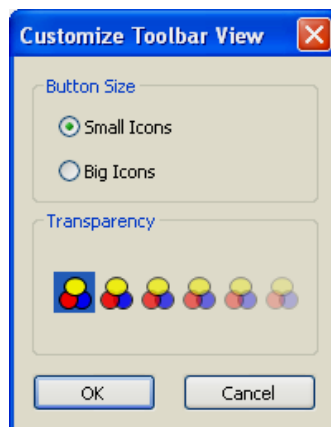 Customize Toolbar View
Button Size
Small Icons
Big Icons
Transparency
OK
Cancel